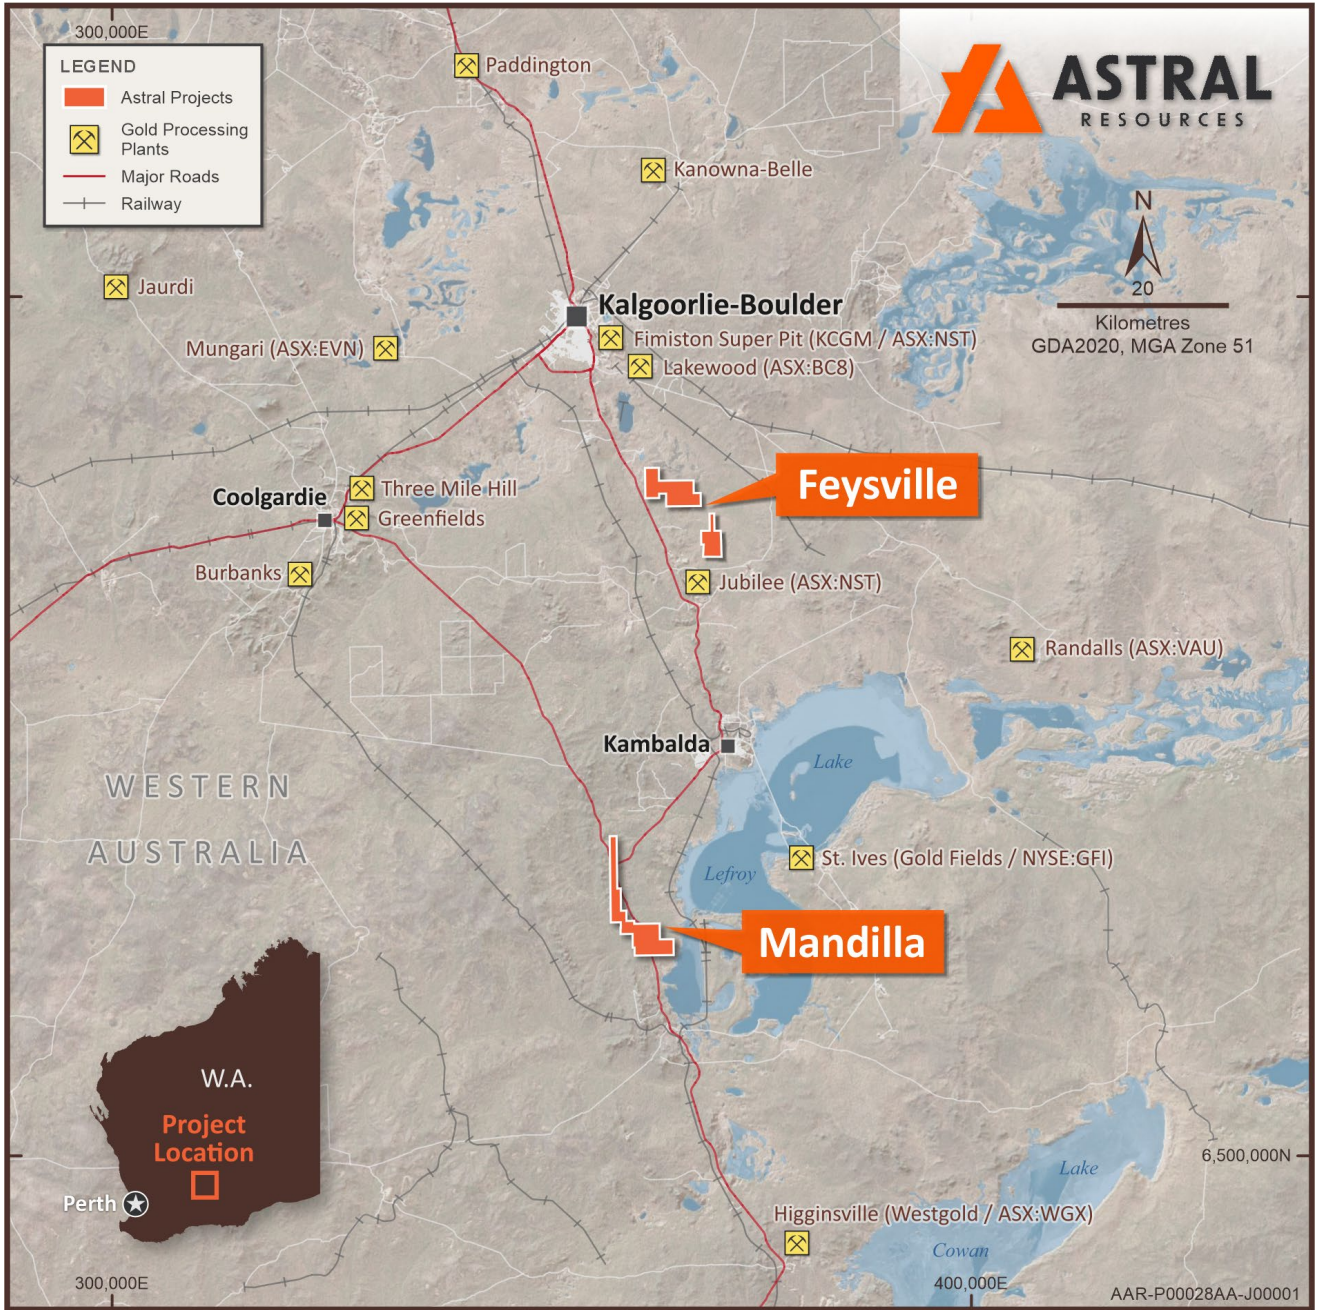 300,000E
LEGEND
Astral Projects
Gold Processing
Plants
Major Roads
Railway
ASTRAL
RESOURCES
Paddington
Kanowna-Belle
N
20
Kilometres
GDA2020, MGA Zone 51
Jaurdi
Kalgoorlie-Boulder
Fimiston Super Pit (KCGM / ASX:NST)
Mungari (ASX:EVN)
Lakewood (ASX:BC8)
Feysville
Coolgardie
Three Mile Hill
Greenfields
Burbanks
Jubilee (ASX:NST)
Randalls (ASX:VAU)
Kambalda
Lake
Lefroy
WESTERN
AUSTRALIA
St. Ives (Gold Fields / NYSE:GFI)
Mandilla
W.A.
Project
Location
Perth
6,500,000N
Lake
Cowan
Higginsville (Westgold / ASX:WGX)
300,000E
400,000E
AAR-P00028AA-J00001